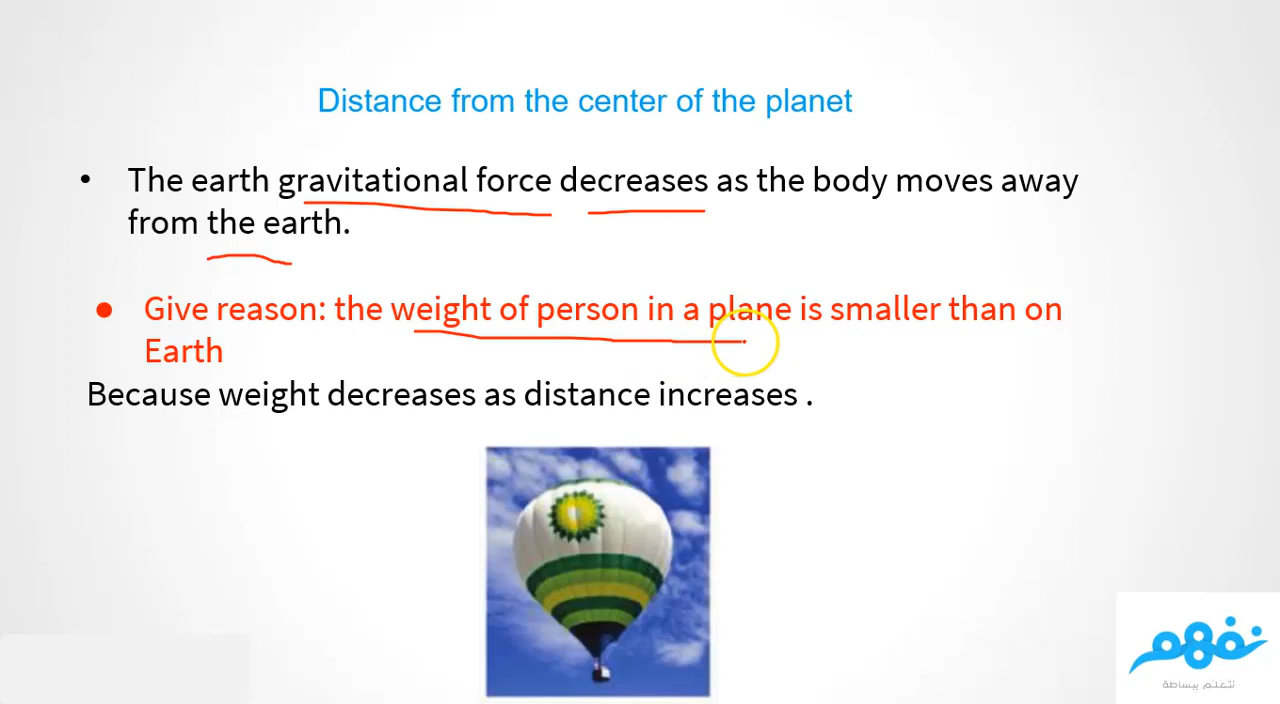 Distance from the center of the planet
• The earth gravitational force decreases as the body moves away
from the earth.
● Give reason: the weight of person in a plane is smaller than on
Earth
Because weight decreases as distance increases .
نفهم
نتعلم ببساطة